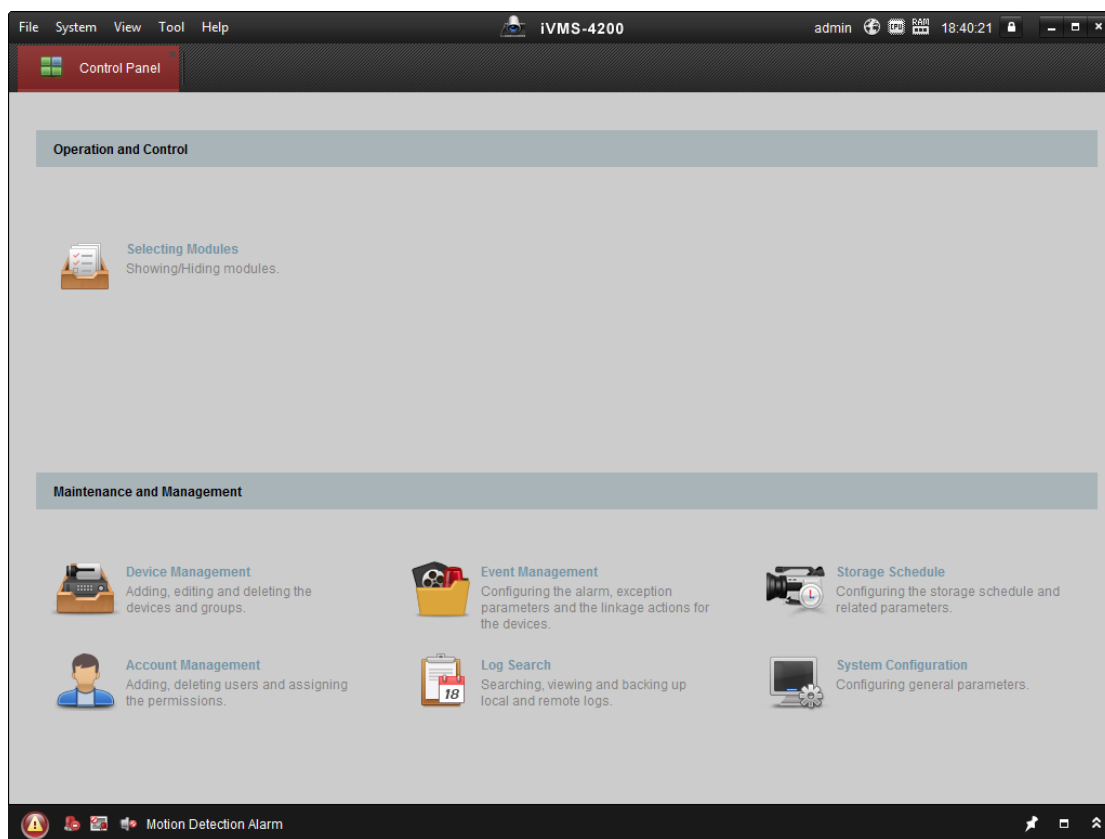 File System View Tool Help iVMS-4200 admin CPU RAM 18:40:21
Control Panel
Operation and Control
Selecting Modules
Showing/Hiding modules.
Maintenance and Management
Device Management
Adding, editing and deleting the
devices and groups.
Event Management
Configuring the alarm, exception
parameters and the linkage actions for
the devices.
Storage Schedule
Configuring the storage schedule and
related parameters.
Account Management
Adding, deleting users and assigning
the permissions.
18
Log Search
Searching, viewing and backing up
local and remote logs.
System Configuration
Configuring general parameters.
Motion Detection Alarm